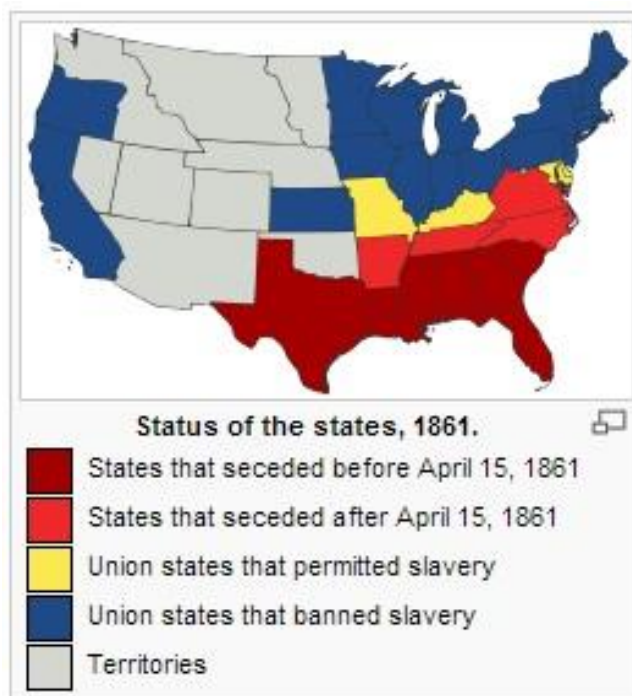 Status of the states, 1861.
States that seceded before April 15, 1861
States that seceded after April 15, 1861
Union states that permitted slavery
Union states that banned slavery
Territories